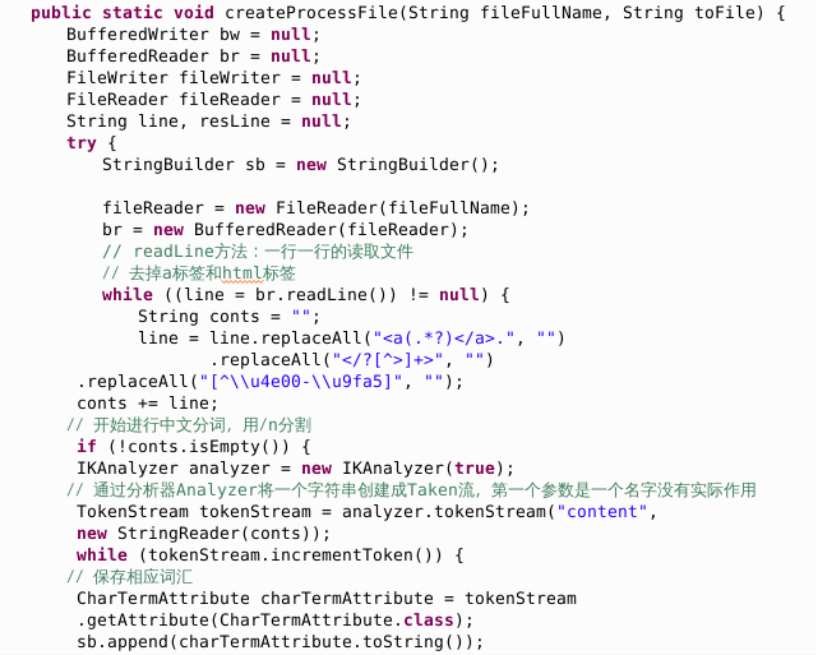 public static void createProcessFile(String fileFullName, String toFile) {
BufferedWriter bw = null;
BufferedReader br = null;
FileWriter fileWriter = null;
FileReader fileReader = null;
String line, resLine = null;
try {
StringBuilder sb = new StringBuilder();
fileReader = new FileReader(fileFullName);
br = new BufferedReader(fileReader);
// readLine方法：一行一行的读取文件
// 去掉a标签和html标签
while ((line = br.readLine()) != null) {
String conts = "";
line = line.replaceAll("<a(.*?)</a>.", "")
.replaceAll("</?[^>]+>", "")
.replaceAll("[^\\u4e00-\\u9fa5]", "");
conts += line;
// 开始进行中文分词，用/n分割
if (!conts.isEmpty()) {
IKAnalyzer analyzer = new IKAnalyzer(true);
// 通过分析器Analyzer将一个字符串创建成Taken流，第一个参数是一个名字没有实际作用
TokenStream tokenStream = analyzer.tokenStream("content",
new StringReader(conts));
while (tokenStream.incrementToken()) {
// 保存相应词汇
CharTermAttribute charTermAttribute = tokenStream
.getAttribute(CharTermAttribute.class);
sb.append(charTermAttribute.toString());